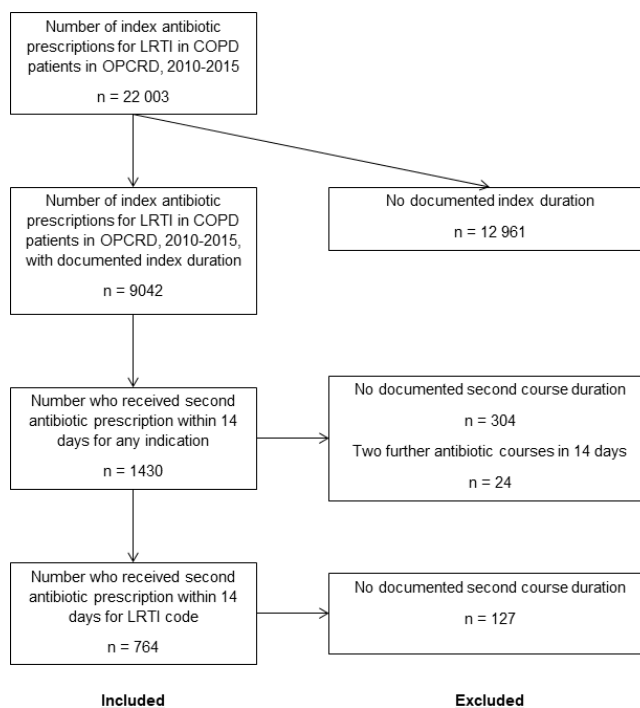 Number of index antibiotic
prescriptions for LRTI in COPD
patients in OPCRD, 2010-2015
n = 22 003
Number of index antibiotic
prescriptions for LRTI in COPD
patients in OPCRD, 2010-2015,
with documented index duration
n = 9042
No documented index duration
n = 12 961
Number who received second
antibiotic prescription within 14
days for any indication
n = 1430
No documented second course duration
n = 304
Two further antibiotic courses in 14 days
n = 24
Number who received second
antibiotic prescription within
14 days for LRTI code
n = 764
No documented second course duration
n = 127
Included
Excluded